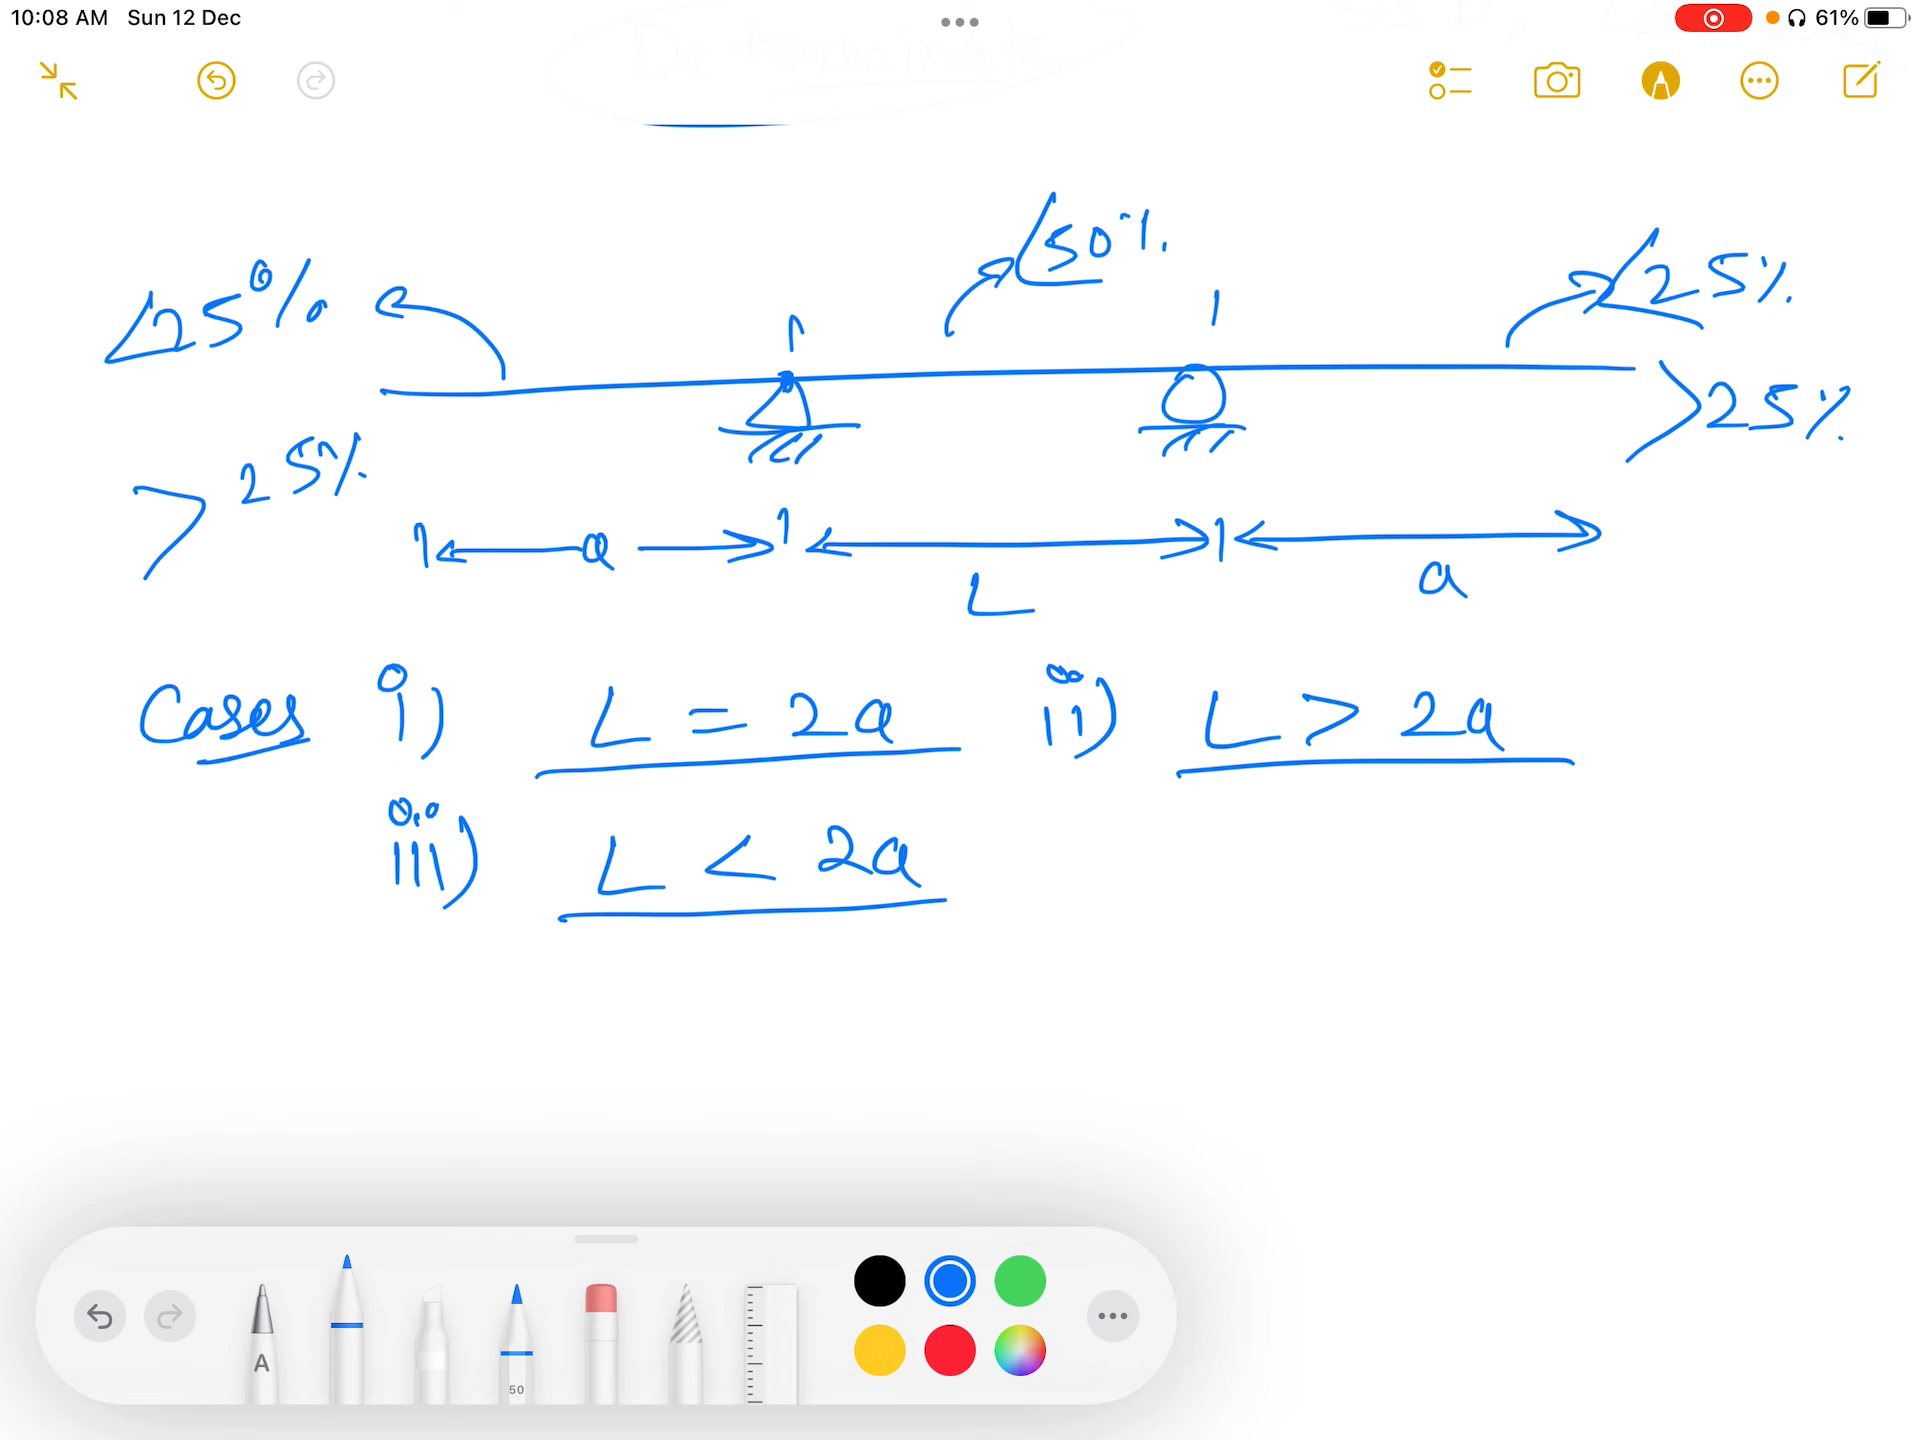 10:08 AM Sun 12 Dec
61%
Determinate
50%
<25%
<25%
>25%
>25%
a
L
a
Cases i) L = 2a ii) L > 2a
iii) L < 2a
A
50